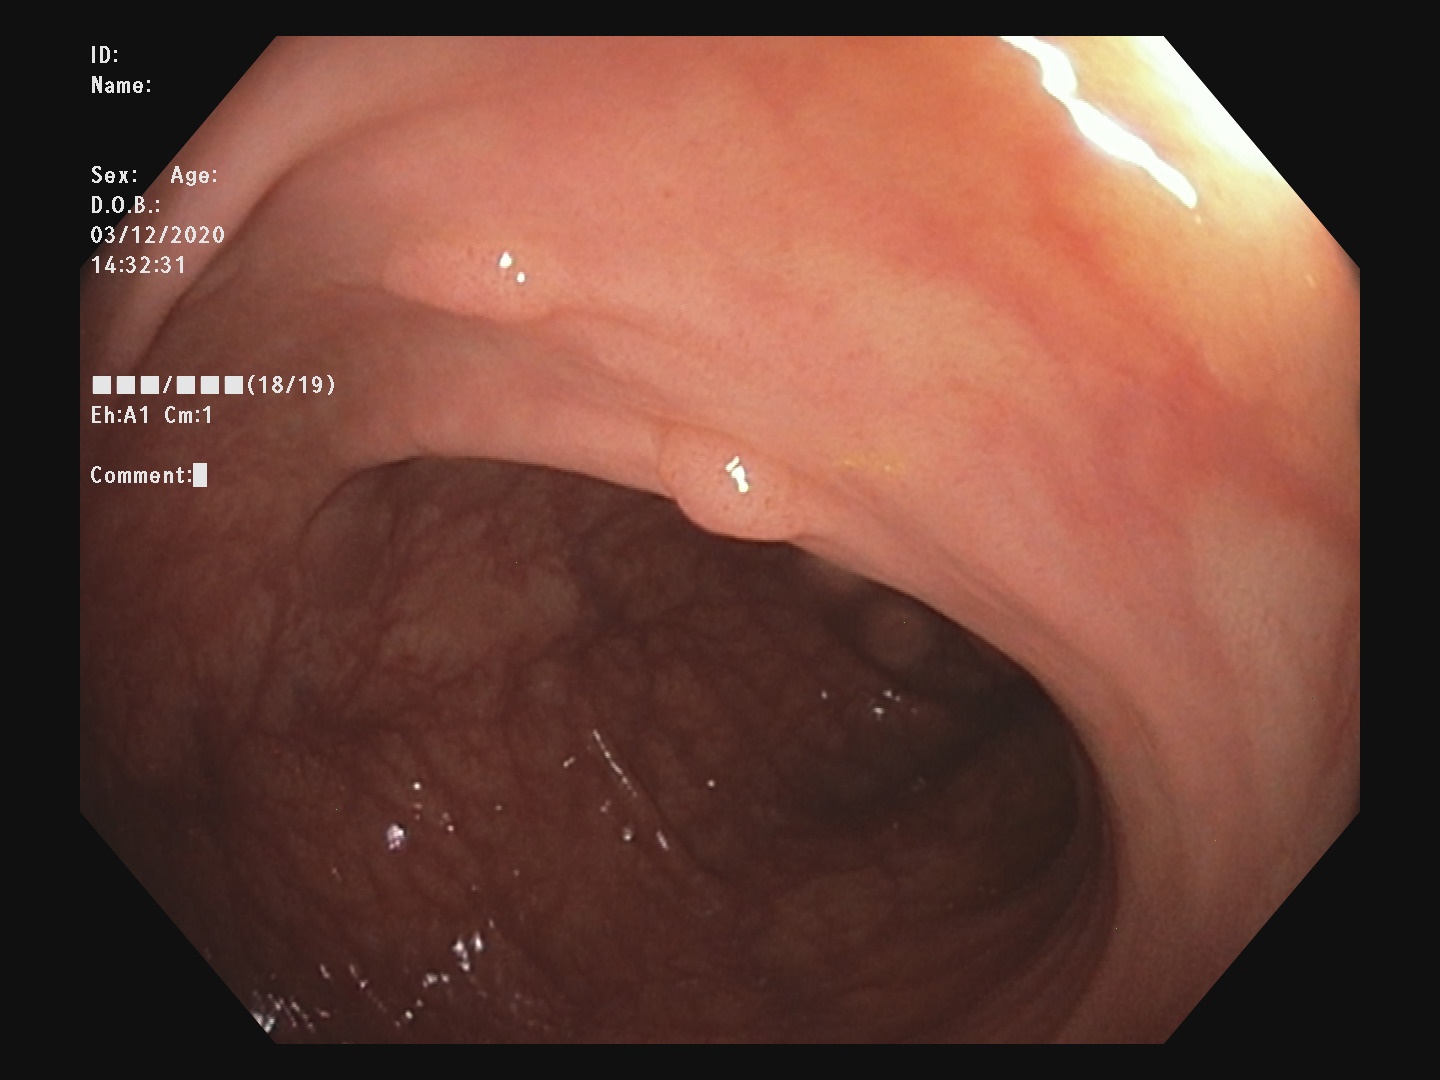 ID:
Name:
Sex: Age:
D.O.B.:
03/12/2020
14:32:31
■■■/■■■(18/19)
Eh:A1 Cm:1
Comment: